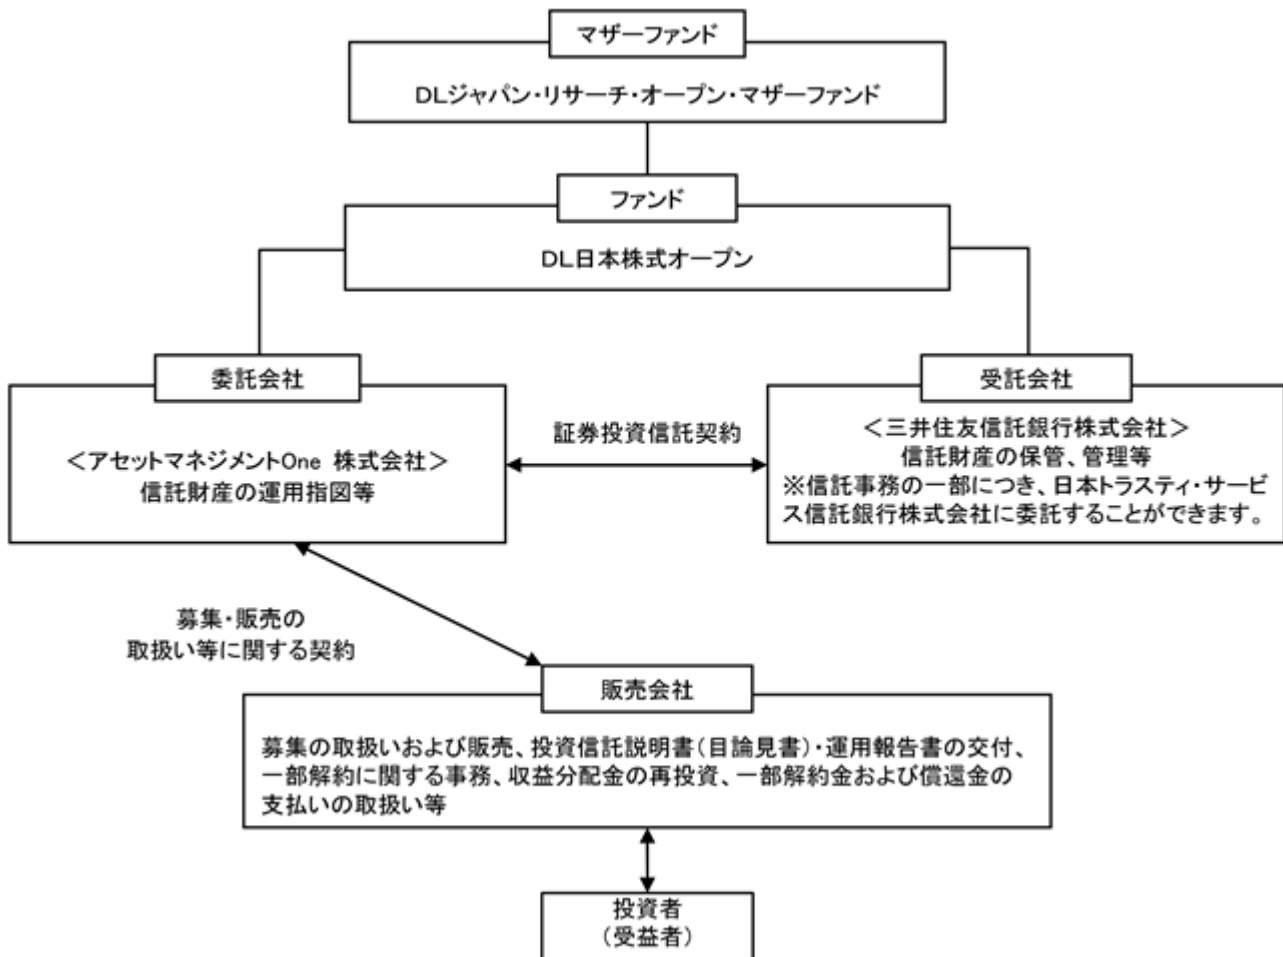 マザーファンド
DLジャパン・リサーチ・オープン・マザーファンド
ファンド
DL日本株式オープン
委託会社
＜アセットマネジメントOne 株式会社＞
信託財産の運用指図等
証券投資信託契約
受託会社
＜三井住友信託銀行株式会社＞
信託財産の保管、管理等
※信託事務の一部につき、日本トラスティ・サービ
ス信託銀行株式会社に委託することができます。
募集・販売の
取扱い等に関する契約
販売会社
募集の取扱いおよび販売、投資信託説明書（目論見書）・運用報告書の交付、
一部解約に関する事務、収益分配金の再投資、一部解約金および償還金の
支払いの取扱い等
投資者
（受益者）